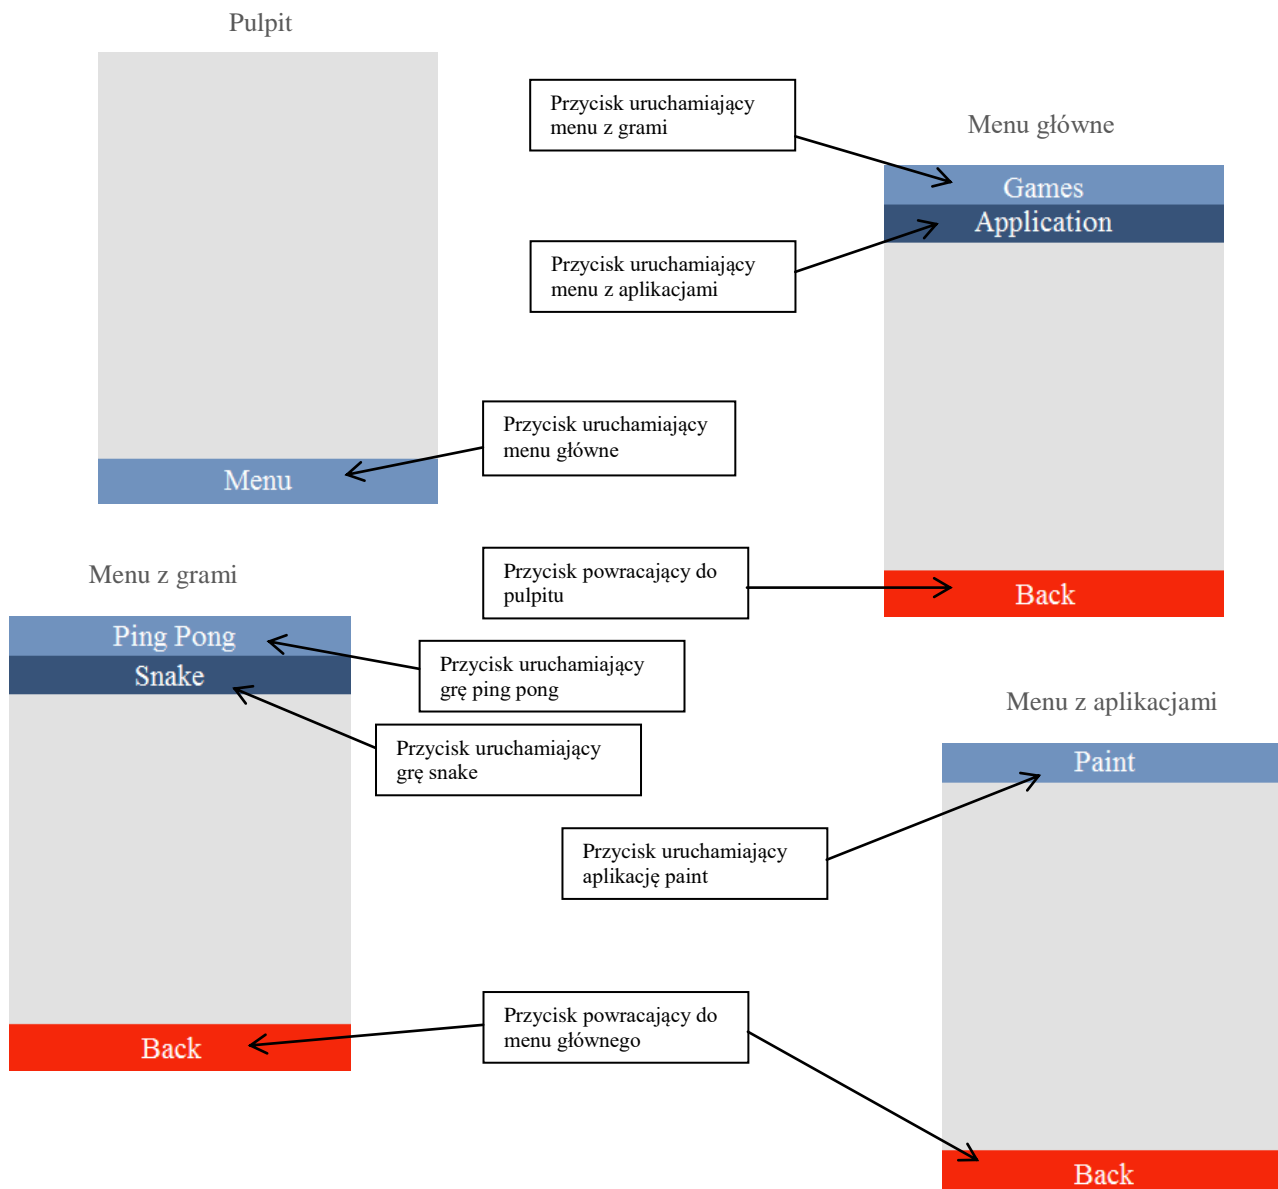 Pulpit
Przycisk uruchamiający
menu z grami
Menu główne
Games
Application
Przycisk uruchamiający
menu z aplikacjami
Przycisk uruchamiający
menu główne
Menu
Przycisk powracający do
pulpitu
Back
Menu z grami
Ping Pong
Snake
Przycisk uruchamiający
grę ping pong
Przycisk uruchamiający
grę snake
Menu z aplikacjami
Paint
Przycisk uruchamiający
aplikację paint
Przycisk powracający do
menu głównego
Back
Back